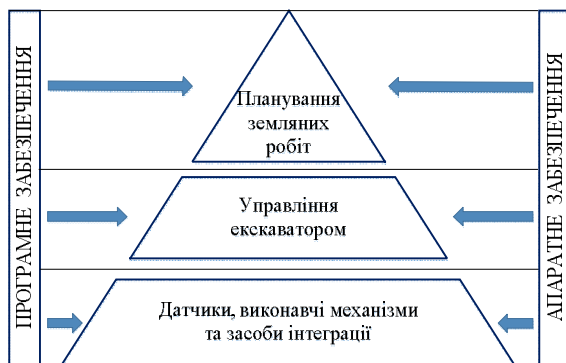 ПРОГРАМНЕ ЗАБЕЗПЕЧЕННЯ
Планування
земляних
робіт
Управління
екскаватором
Датчики, виконавчі механізми
та засоби інтеграції
АПАРАТНЕ ЗАБЕЗПЕЧЕННЯ